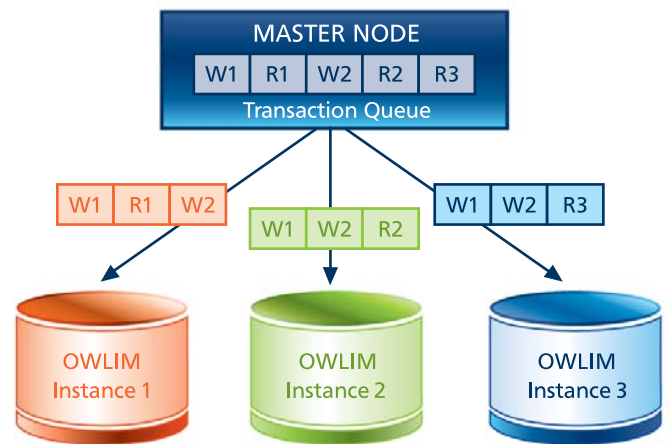 MASTER NODE
W1 R1 W2 R2 R3
Transaction Queue
W1 R1 W2
W1 W2 R2
W1 W2 R3
OWLIM
Instance 1
OWLIM
Instance 2
OWLIM
Instance 3